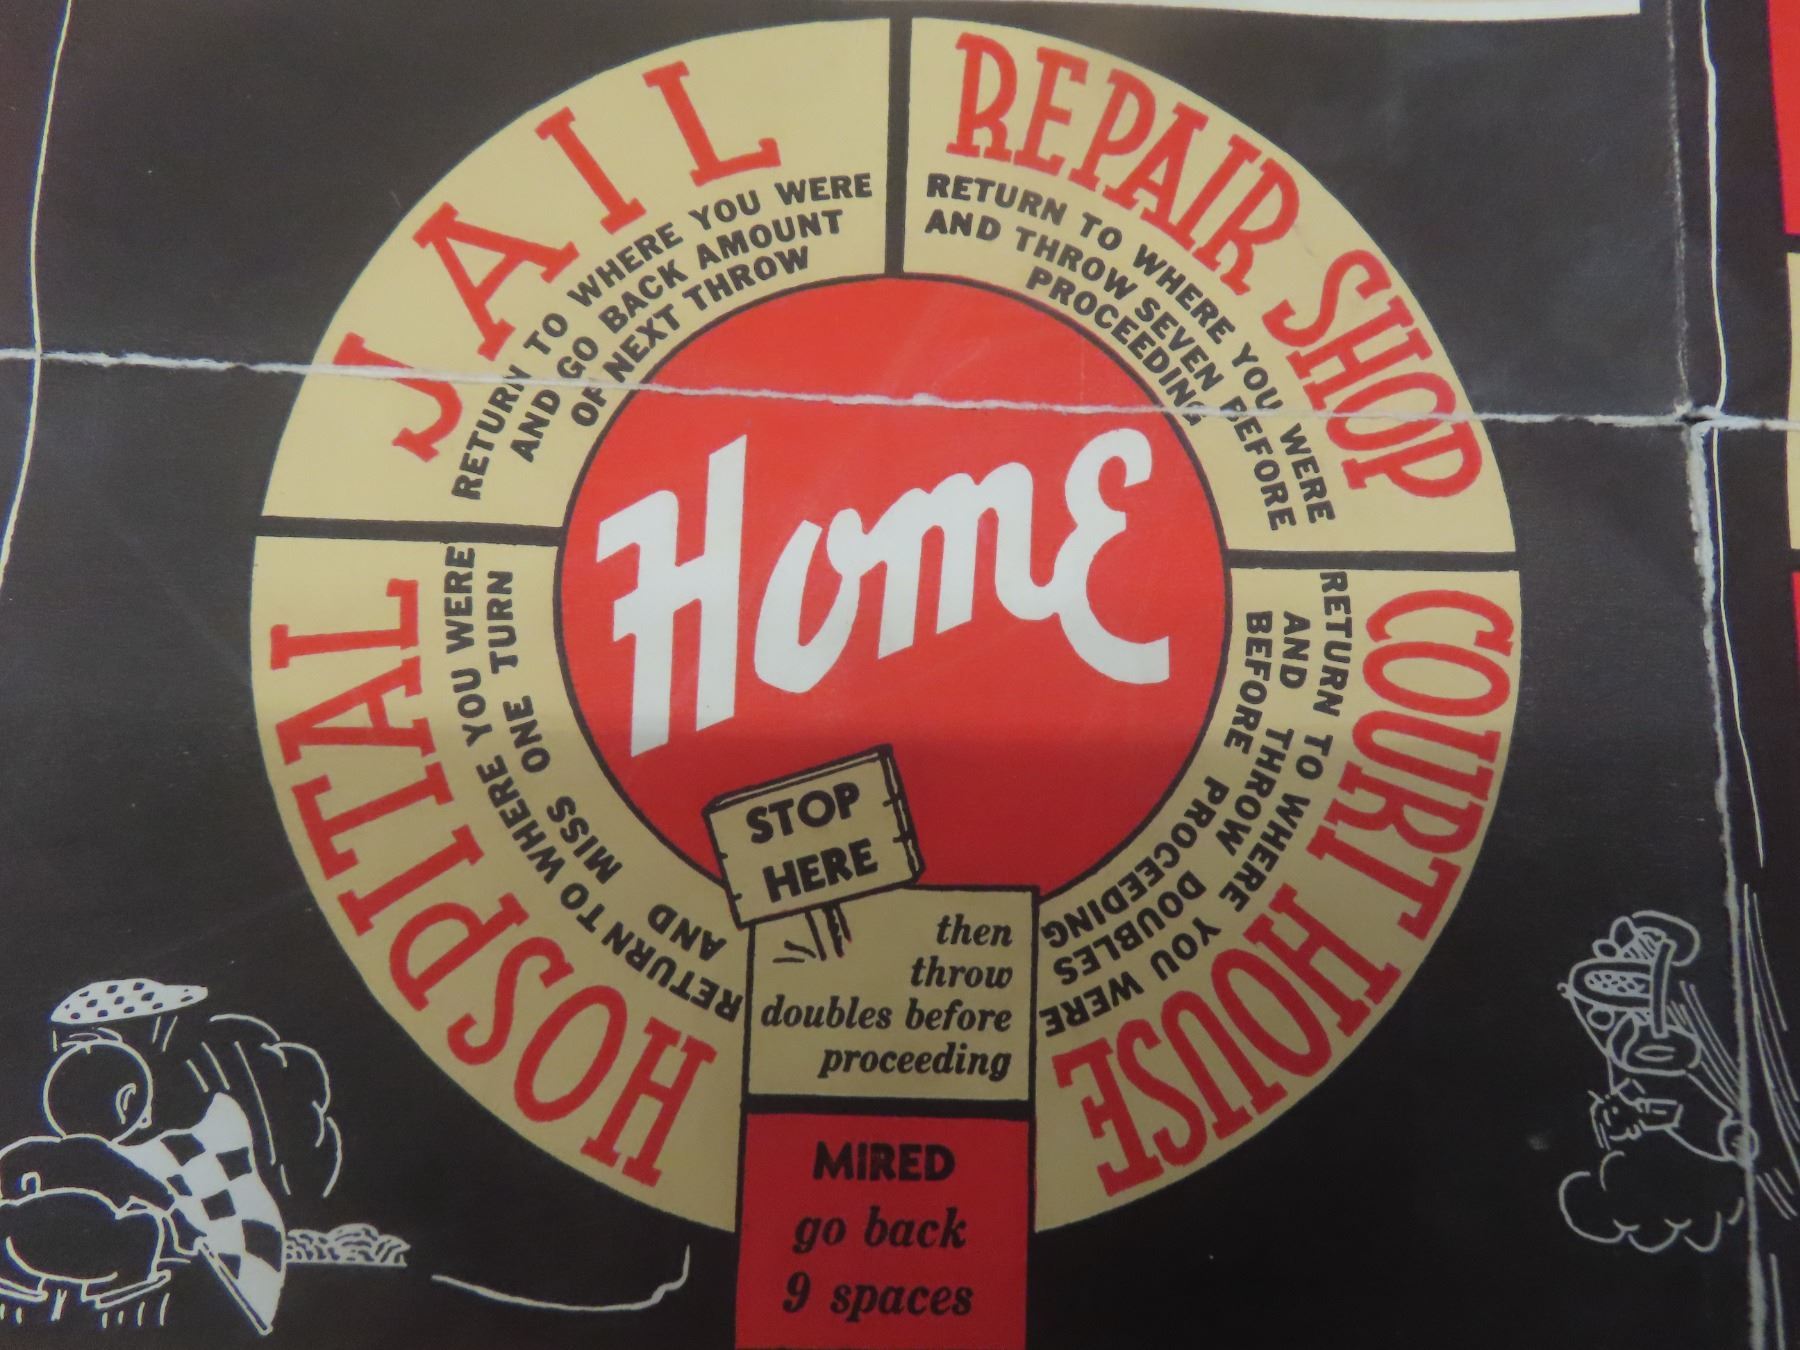 JAIL
RETURN TO WHERE YOU WERE
AND GO BACK AMOUNT
OF NEXT THROW
REPAIR SHOP
RETURN TO WHERE YOU WERE
AND THROW SEVEN BEFORE
PROCEEDING
HOSPITAL
RETURN TO WHERE YOU WERE
AND MISS ONE TURN
COURT HOUSE
RETURN TO WHERE YOU WERE
AND THROW DOUBLES
BEFORE PROCEEDING
Home
STOP
HERE
then
throw
doubles before
proceeding
MIRED
go back
9 spaces